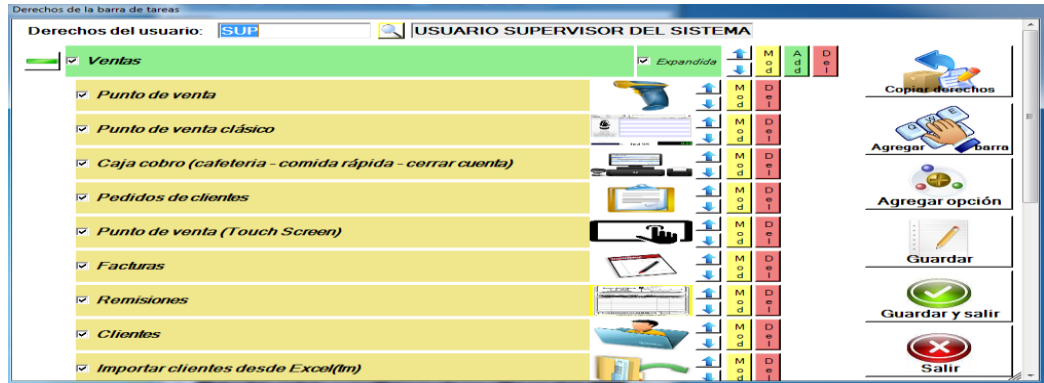 Derechos de la barra de tareas
Derechos del usuario: SUP USUARIO SUPERVISOR DEL SISTEMA
Ventas Expandida Mod Add Del
Punto de venta Mod Del
Punto de venta clásico Mod Del
Caja cobro (cafeteria - comida rápida - cerrar cuenta) Mod Del
Pedidos de clientes Mod Del
Punto de venta (Touch Screen) Mod Del
Facturas Mod Del
Remisiones Mod Del
Clientes Mod Del
Importar clientes desde Excel(tm) Mod Del
Copiar derechos
Q W E
Agregar barra
Agregar opción
Guardar
Guardar y salir
Salir